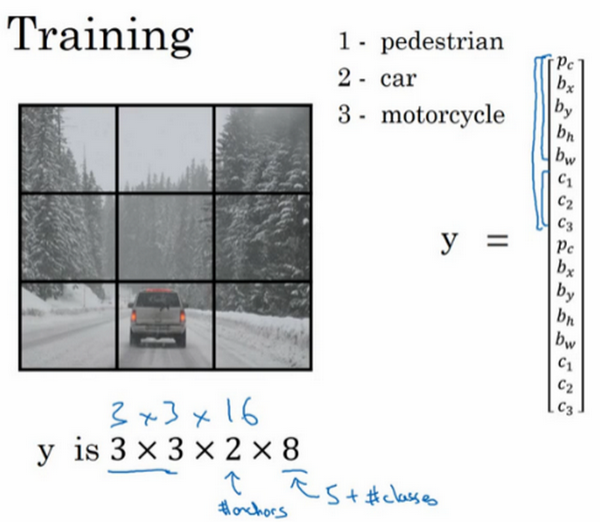 Training
1 - pedestrian
2 - car
3 - motorcycle
y =
p_c
b_x
b_y
b_h
b_w
c_1
c_2
c_3
p_c
b_x
b_y
b_h
b_w
c_1
c_2
c_3
3 × 3 × 16
y is 3 × 3 × 2 × 8
#anchors
5 + #classes